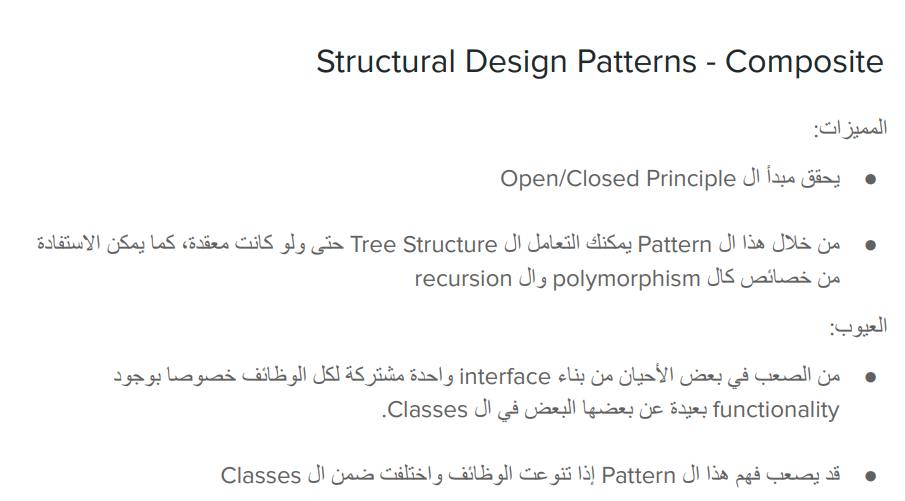 Structural Design Patterns - Composite
المميزات:
● يحقق مبدأ ال Open/Closed Principle
● من خلال هذا ال Pattern يمكنك التعامل ال Tree Structure حتى ولو كانت معقدة، كما يمكن الاستفادة
من خصائص كال polymorphism وال recursion
العيوب:
● من الصعب في بعض الأحيان من بناء interface واحدة مشتركة لكل الوظائف خصوصا بوجود
functionality بعيدة عن بعضها البعض في ال Classes.
● قد يصعب فهم هذا ال Pattern إذا تنوعت الوظائف واختلفت ضمن ال Classes